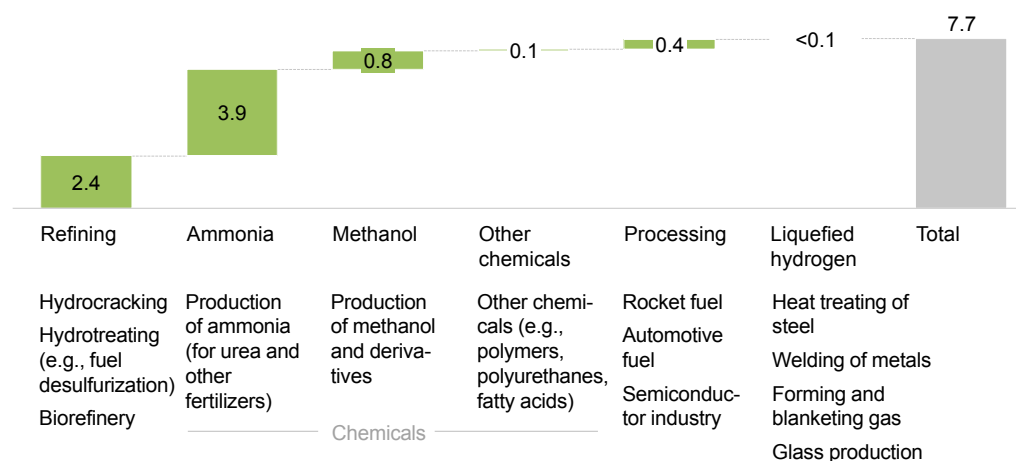 7.7
<0.1
0.4
0.1
0.8
3.9
2.4
Refining
Ammonia
Methanol
Other
chemicals
Processing
Liquefied
hydrogen
Total
Hydrocracking
Hydrotreating
(e.g., fuel
desulfurization)
Biorefinery
Production
of ammonia
(for urea and
other
fertilizers)
Production
of methanol
and deriva-
tives
Other chemi-
cals (e.g.,
polymers,
polyurethanes,
fatty acids)
Chemicals
Rocket fuel
Automotive
fuel
Semiconduc-
tor industry
Heat treating of
steel
Welding of metals
Forming and
blanketing gas
Glass production